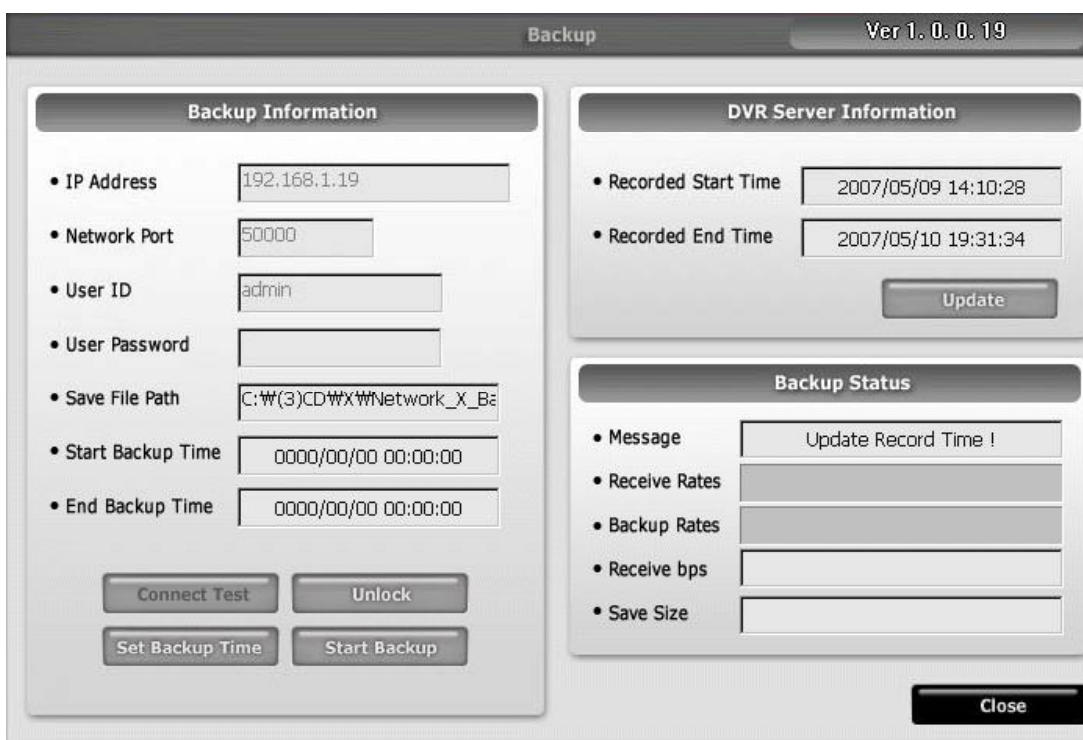 Backup
Ver 1. 0. 0. 19
Backup Information
• IP Address 192.168.1.19
• Network Port 50000
• User ID admin
• User Password
• Save File Path C:₩(3)CD₩X₩Network_X_Ba
• Start Backup Time 0000/00/00 00:00:00
• End Backup Time 0000/00/00 00:00:00
Connect Test Unlock
Set Backup Time Start Backup
DVR Server Information
• Recorded Start Time 2007/05/09 14:10:28
• Recorded End Time 2007/05/10 19:31:34
Update
Backup Status
• Message Update Record Time !
• Receive Rates
• Backup Rates
• Receive bps
• Save Size
Close